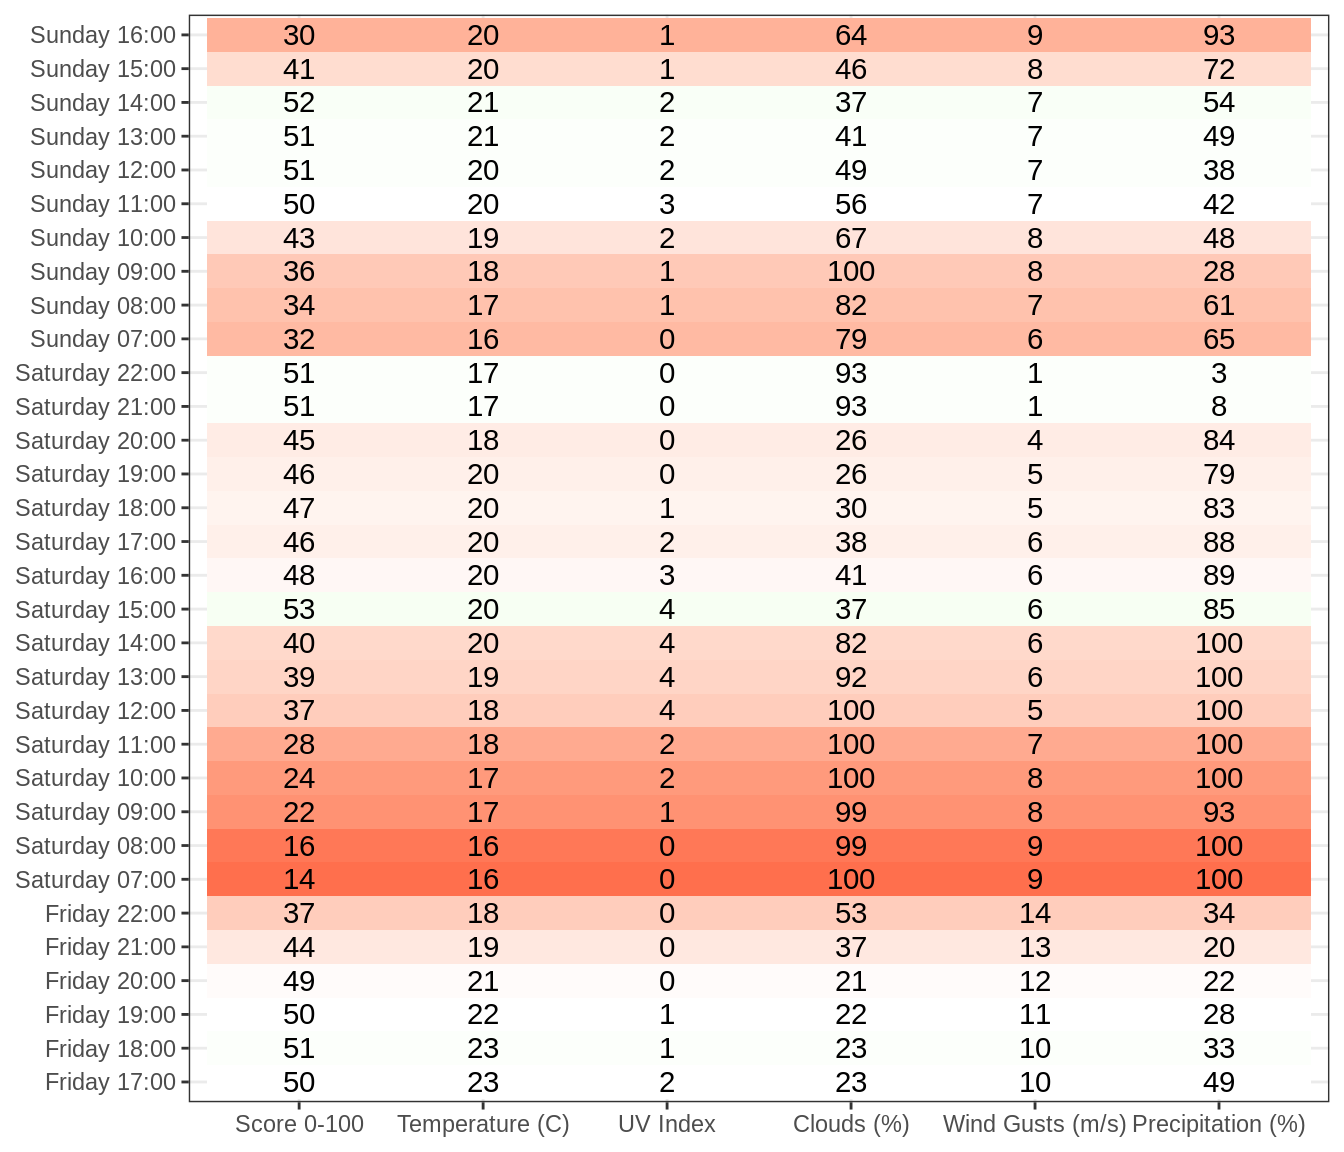 Sunday 16:00 30 20 1 64 9 93
Sunday 15:00 41 20 1 46 8 72
Sunday 14:00 52 21 2 37 7 54
Sunday 13:00 51 21 2 41 7 49
Sunday 12:00 51 20 2 49 7 38
Sunday 11:00 50 20 3 56 7 42
Sunday 10:00 43 19 2 67 8 48
Sunday 09:00 36 18 1 100 8 28
Sunday 08:00 34 17 1 82 7 61
Sunday 07:00 32 16 0 79 6 65
Saturday 22:00 51 17 0 93 1 3
Saturday 21:00 51 17 0 93 1 8
Saturday 20:00 45 18 0 26 4 84
Saturday 19:00 46 20 0 26 5 79
Saturday 18:00 47 20 1 30 5 83
Saturday 17:00 46 20 2 38 6 88
Saturday 16:00 48 20 3 41 6 89
Saturday 15:00 53 20 4 37 6 85
Saturday 14:00 40 20 4 82 6 100
Saturday 13:00 39 19 4 92 6 100
Saturday 12:00 37 18 4 100 5 100
Saturday 11:00 28 18 2 100 7 100
Saturday 10:00 24 17 2 100 8 100
Saturday 09:00 22 17 1 99 8 93
Saturday 08:00 16 16 0 99 9 100
Saturday 07:00 14 16 0 100 9 100
Friday 22:00 37 18 0 53 14 34
Friday 21:00 44 19 0 37 13 20
Friday 20:00 49 21 0 21 12 22
Friday 19:00 50 22 1 22 11 28
Friday 18:00 51 23 1 23 10 33
Friday 17:00 50 23 2 23 10 49
Score 0-100 Temperature (C) UV Index Clouds (%) Wind Gusts (m/s) Precipitation (%)